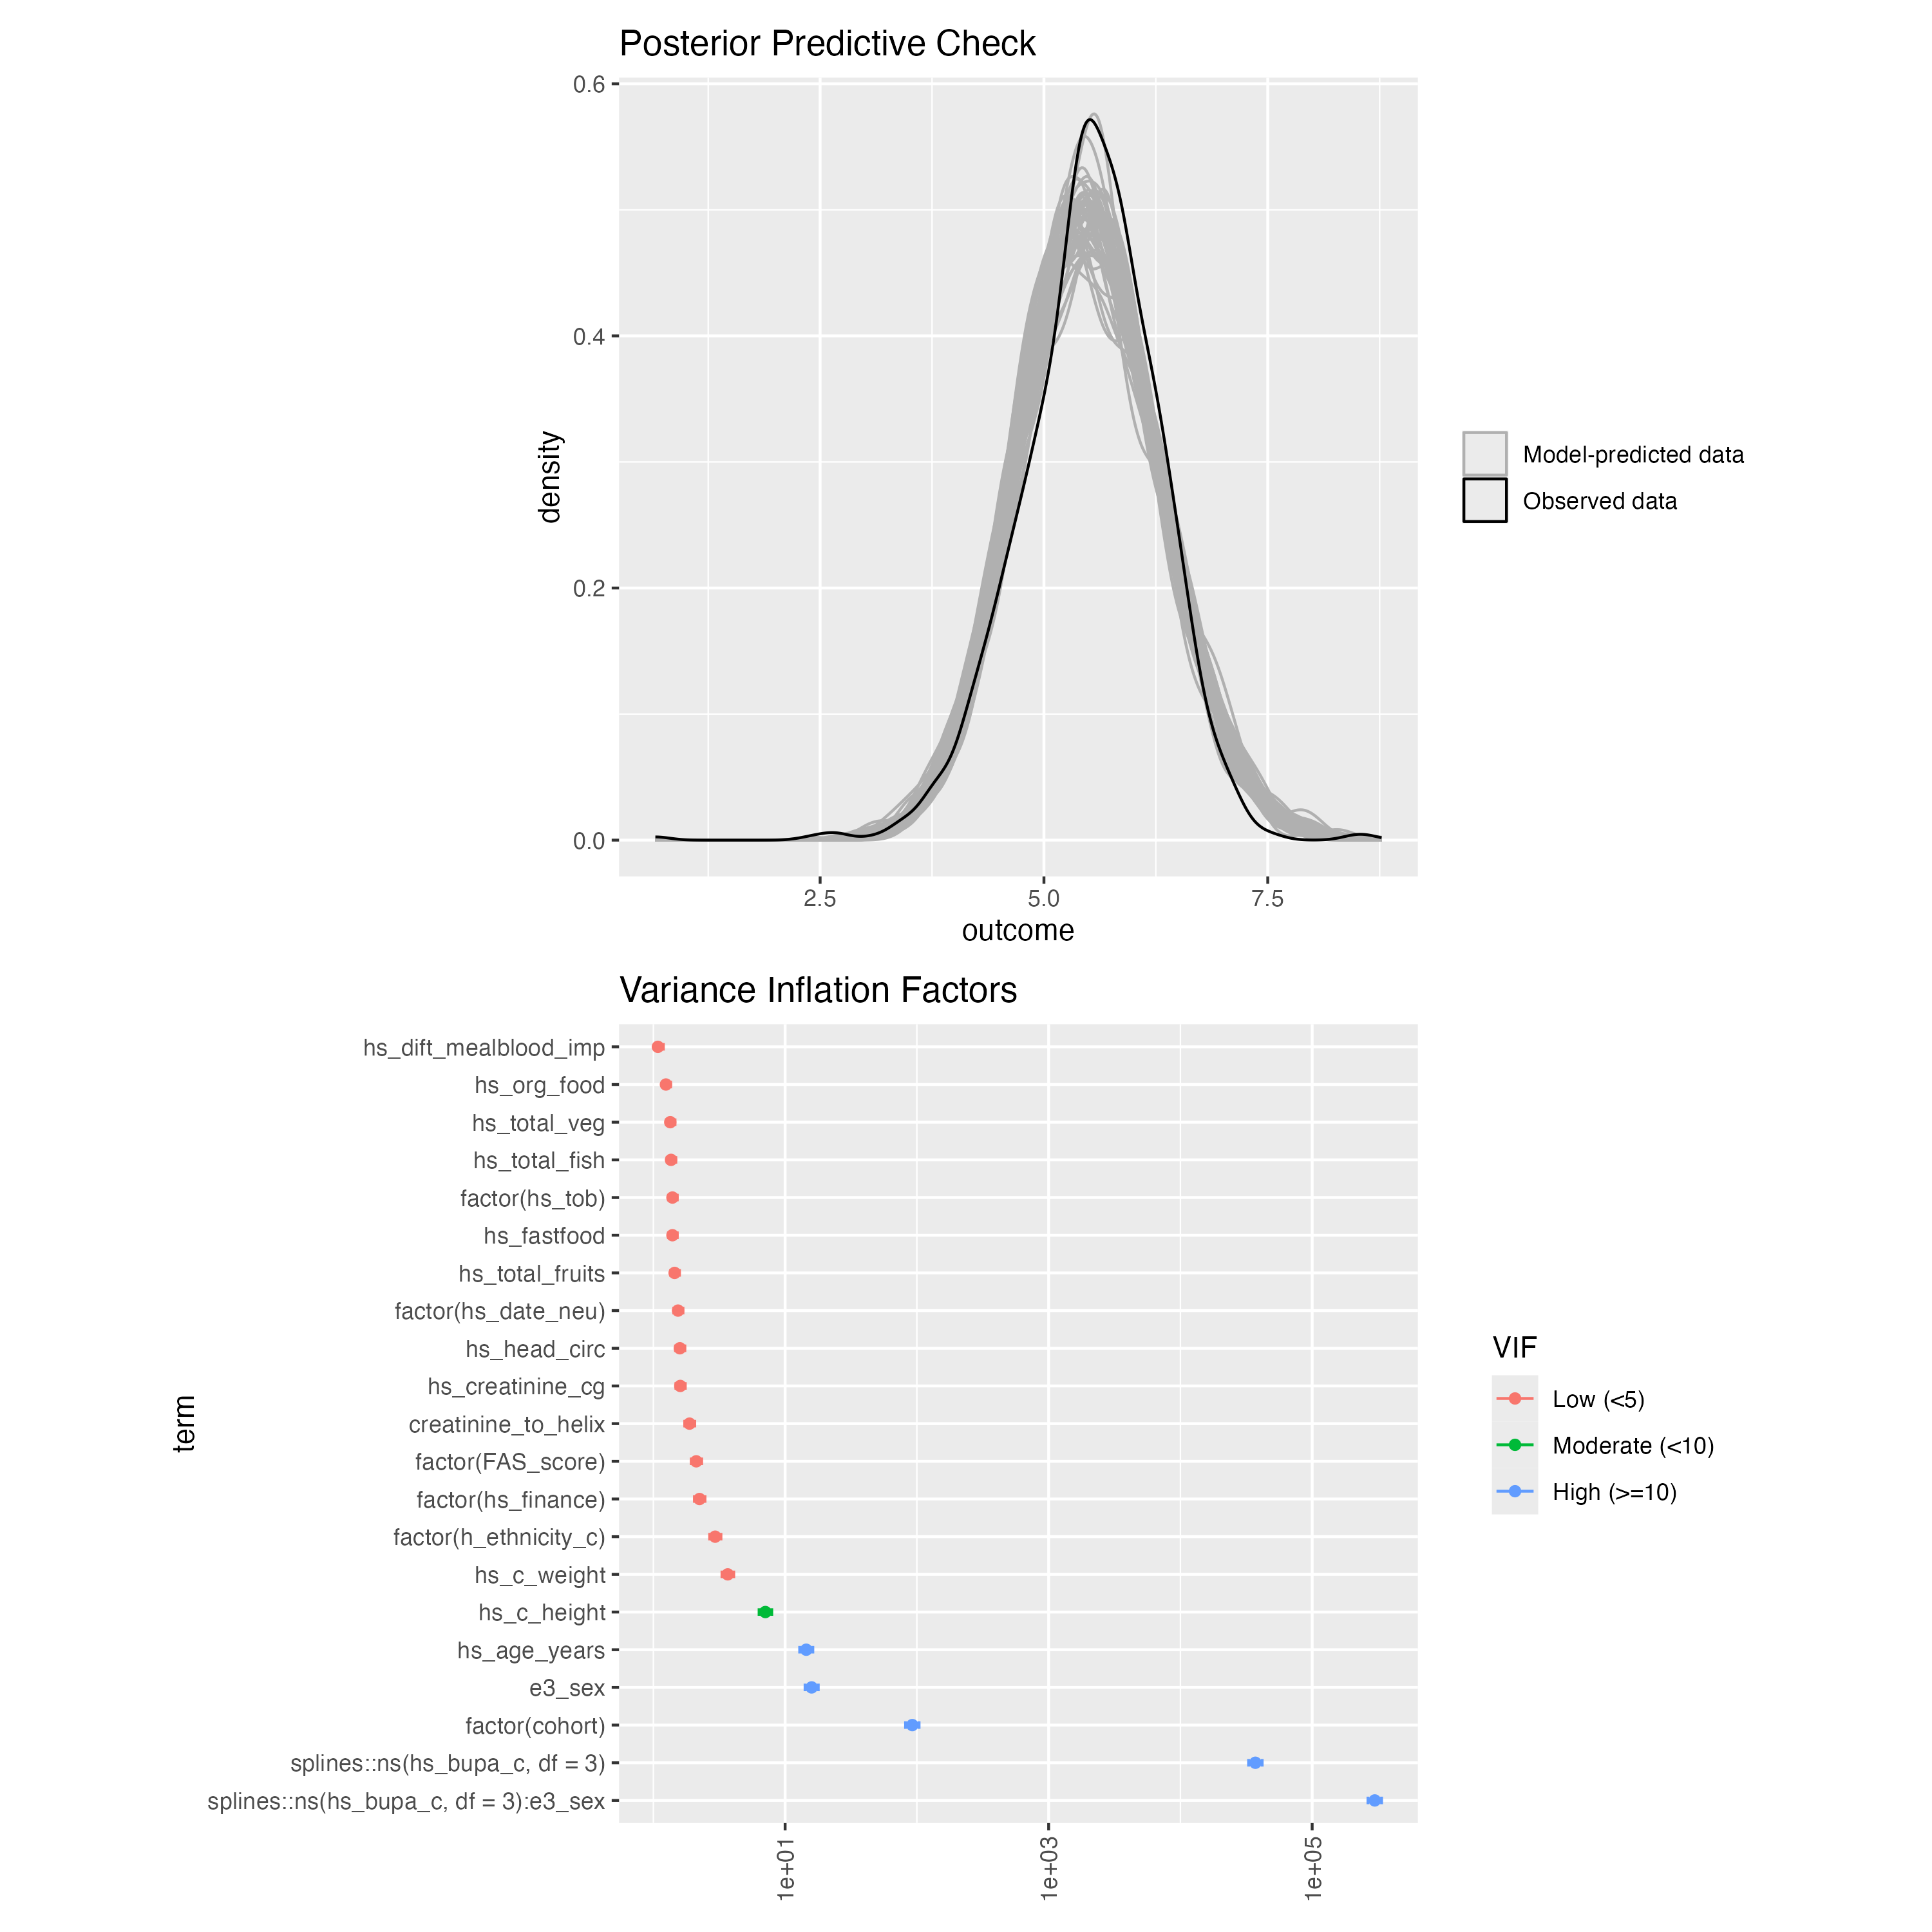 Posterior Predictive Check
0.6
0.4
0.2
0.0
density
2.5
5.0
7.5
outcome
Model-predicted data
Observed data
Variance Inflation Factors
term
hs_dift_mealblood_imp
hs_org_food
hs_total_veg
hs_total_fish
factor(hs_tob)
hs_fastfood
hs_total_fruits
factor(hs_date_neu)
hs_head_circ
hs_creatinine_cg
creatinine_to_helix
factor(FAS_score)
factor(hs_finance)
factor(h_ethnicity_c)
hs_c_weight
hs_c_height
hs_age_years
e3_sex
factor(cohort)
splines::ns(hs_bupa_c, df = 3)
splines::ns(hs_bupa_c, df = 3):e3_sex
1e+01
1e+03
1e+05
VIF
Low (<5)
Moderate (<10)
High (>=10)